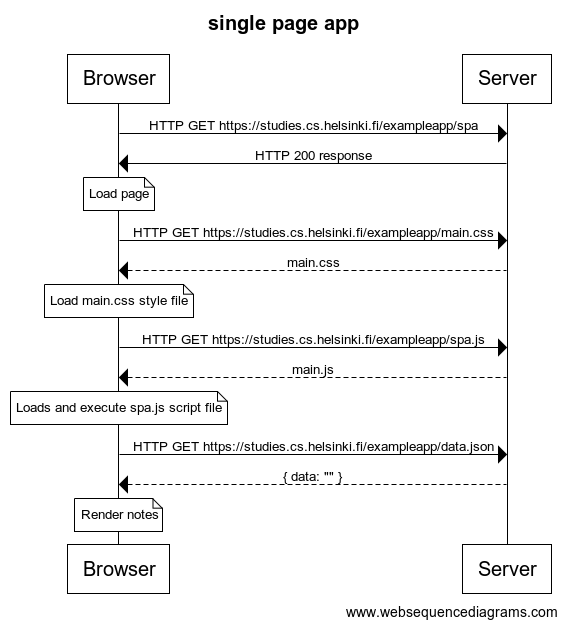 single page app
Browser
Server
HTTP GET https://studies.cs.helsinki.fi/exampleapp/spa
HTTP 200 response
Load page
HTTP GET https://studies.cs.helsinki.fi/exampleapp/main.css
main.css
Load main.css style file
HTTP GET https://studies.cs.helsinki.fi/exampleapp/spa.js
main.js
Loads and execute spa.js script file
HTTP GET https://studies.cs.helsinki.fi/exampleapp/data.json
{ data: "" }
Render notes
Browser
Server
www.websequencediagrams.com